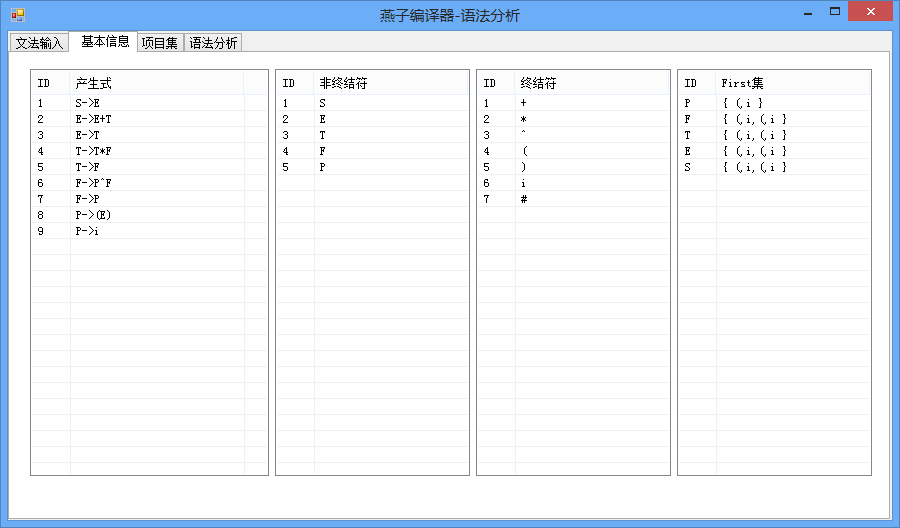 燕子编译器-语法分析
文法输入 基本信息 项目集 语法分析
ID 产生式
1 S->E
2 E->E+T
3 E->T
4 T->T*F
5 T->F
6 F->P^F
7 F->P
8 P->(E)
9 P->i
ID 非终结符
1 S
2 E
3 T
4 F
5 P
ID 终结符
1 +
2 *
3 ^
4 (
5 )
6 i
7 #
ID First集
P { (,i }
F { (,i,(,i }
T { (,i,(,i }
E { (,i,(,i }
S { (,i,(,i }